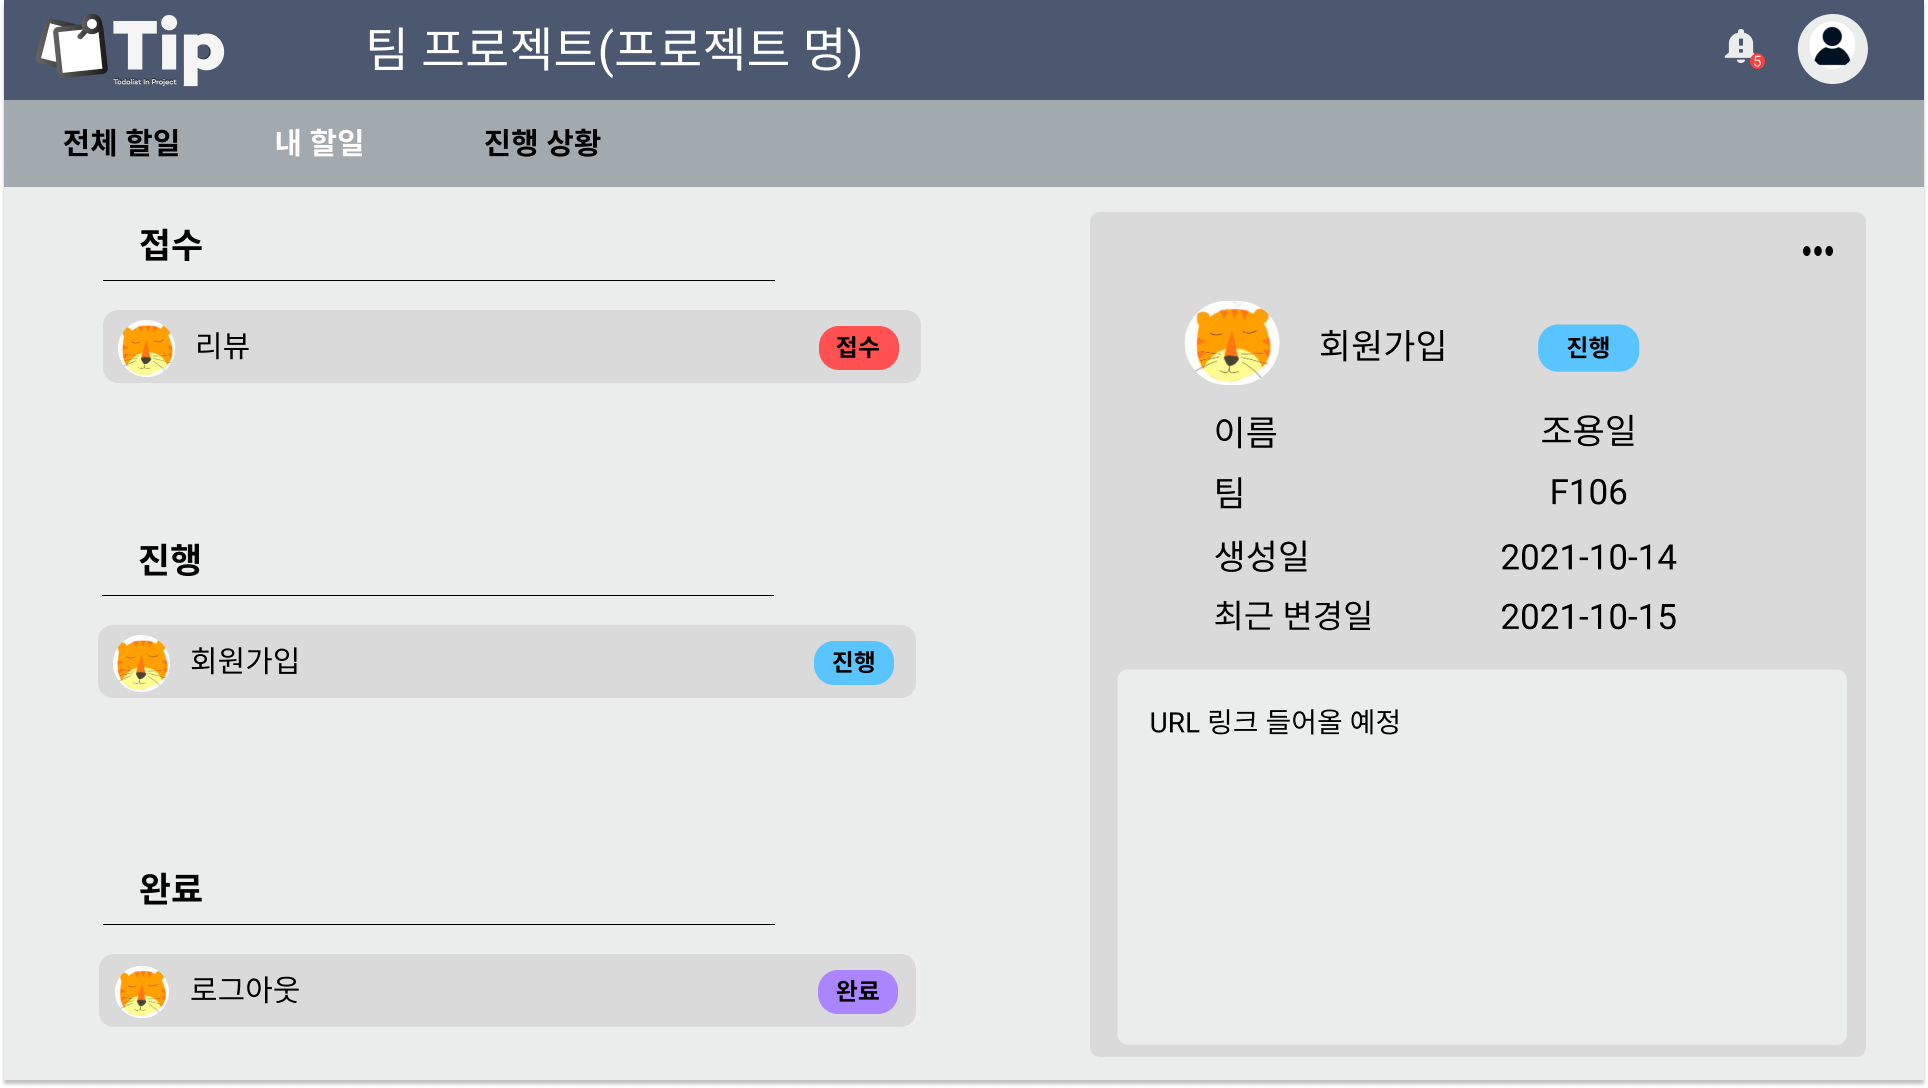 Tip
Todolist In Project
팀 프로젝트(프로젝트 명)
5
전체 할일
내 할일
진행 상황
접수
리뷰
접수
진행
회원가입
진행
완료
로그아웃
완료
회원가입
진행
이름 조용일
팀 F106
생성일 2021-10-14
최근 변경일 2021-10-15
URL 링크 들어올 예정